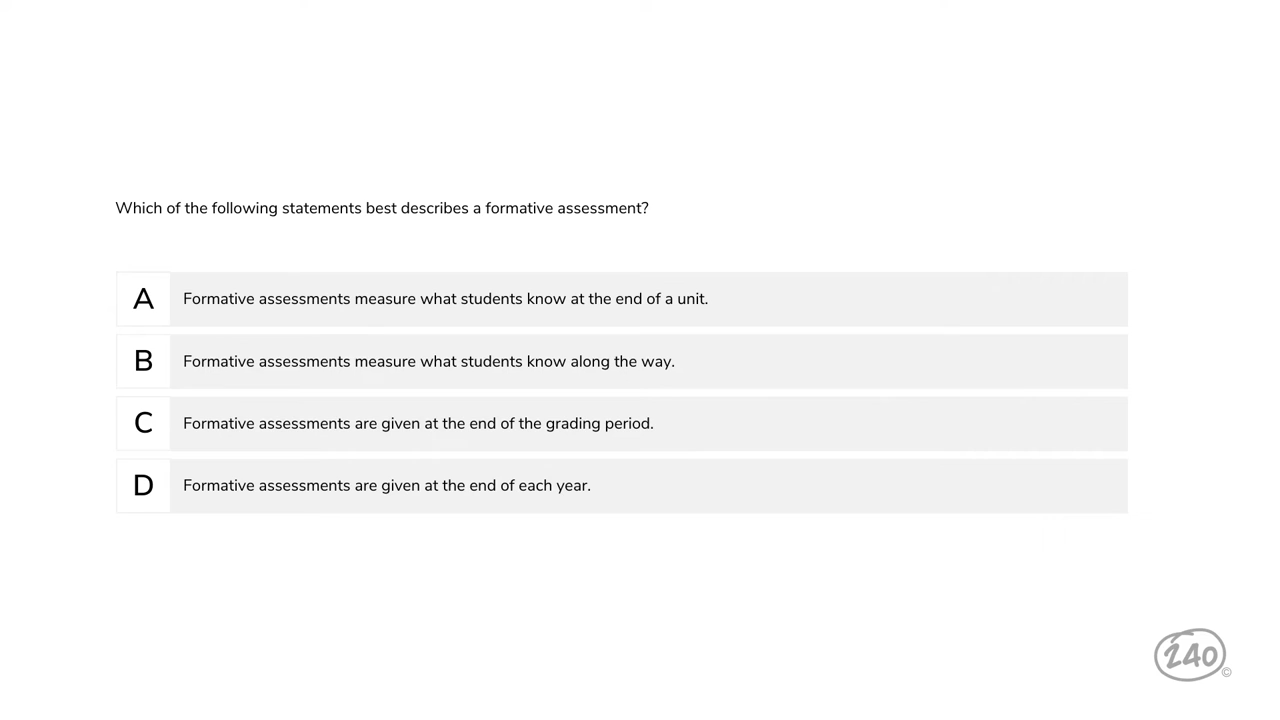 Which of the following statements best describes a formative assessment?
A
Formative assessments measure what students know at the end of a unit.
B
Formative assessments measure what students know along the way.
C
Formative assessments are given at the end of the grading period.
D
Formative assessments are given at the end of each year.
240
©